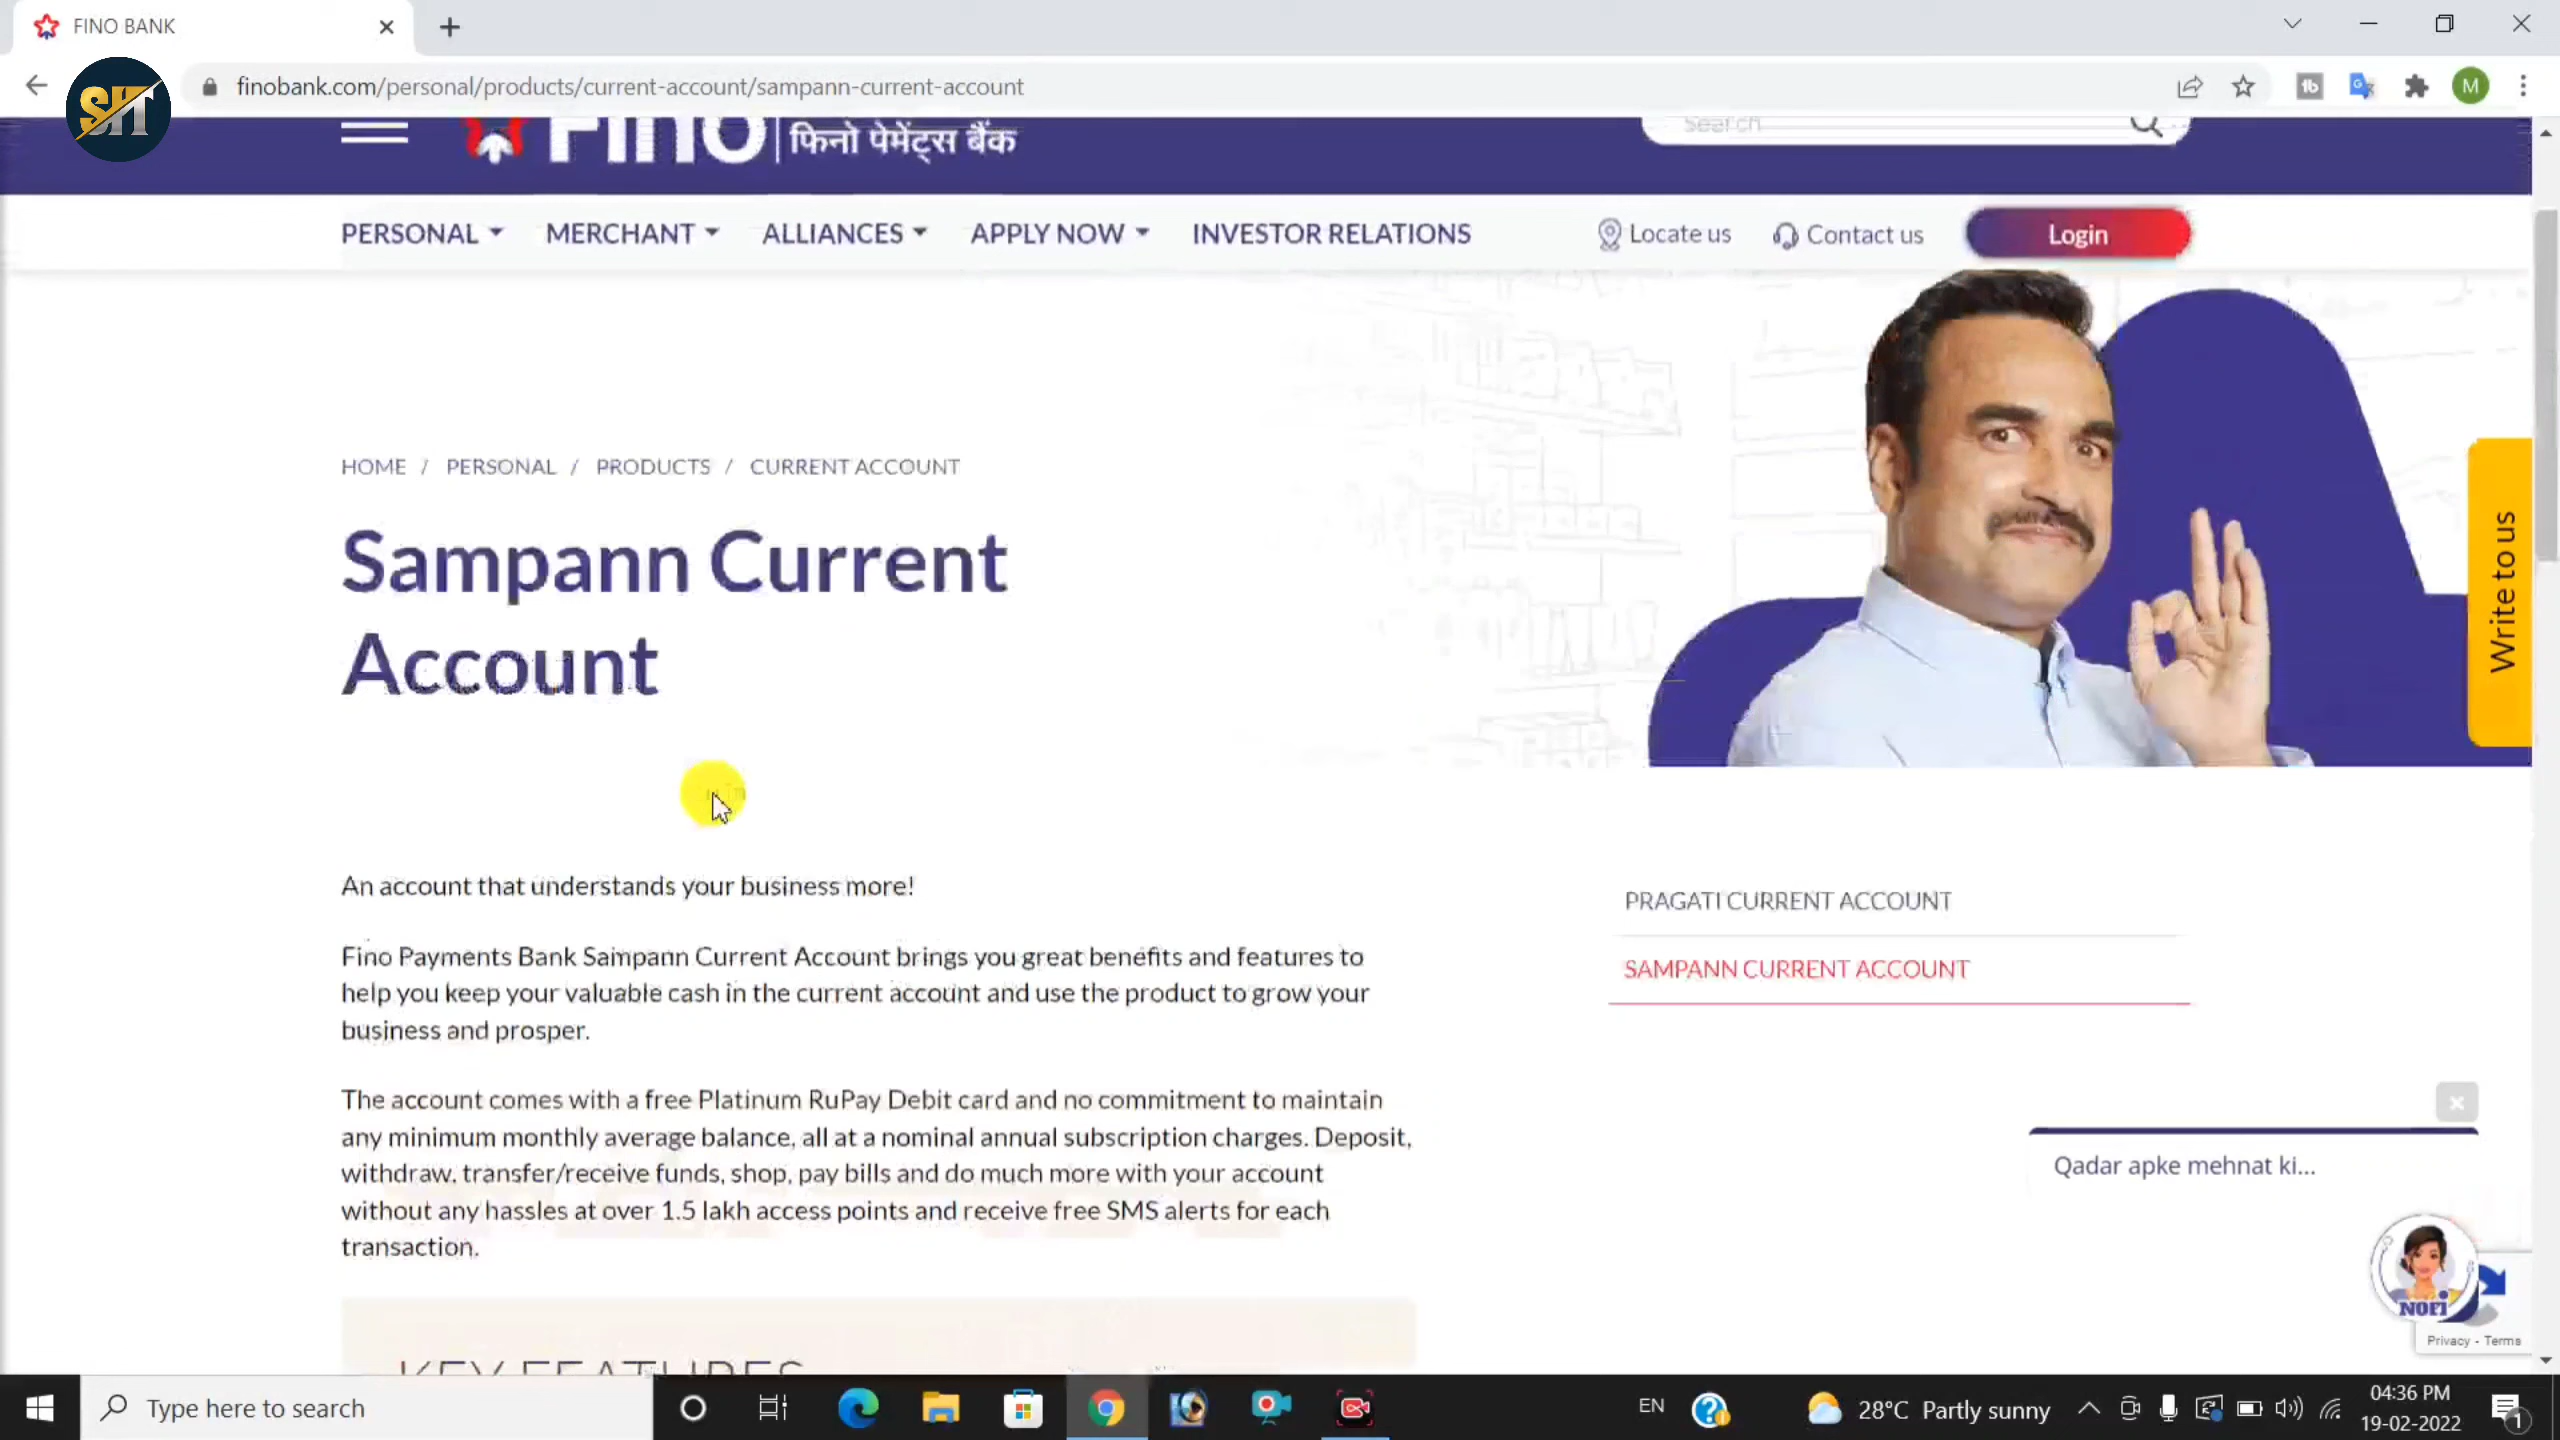 FINO BANK
SHT
finobank.com/personal/products/current-account/sampann-current-account
M
Fino
फिनो पेमेंट्स बैंक
Search
PERSONAL
MERCHANT
ALLIANCES
APPLY NOW
INVESTOR RELATIONS
Locate us
Contact us
Login
HOME / PERSONAL / PRODUCTS / CURRENT ACCOUNT
Sampann Current
Account
Write to us
An account that understands your business more!
Fino Payments Bank Sampann Current Account brings you great benefits and features to
help you keep your valuable cash in the current account and use the product to grow your
business and prosper.
The account comes with a free Platinum RuPay Debit card and no commitment to maintain
any minimum monthly average balance, all at a nominal annual subscription charges. Deposit,
withdraw, transfer/receive funds, shop, pay bills and do much more with your account
without any hassles at over 1.5 lakh access points and receive free SMS alerts for each
transaction.
PRAGATI CURRENT ACCOUNT
SAMPANN CURRENT ACCOUNT
Qadar apke mehnat ki...
NOFI
Privacy - Terms
KEY FEATURES
Type here to search
EN
28°C Partly sunny
04:36 PM
19-02-2022
1